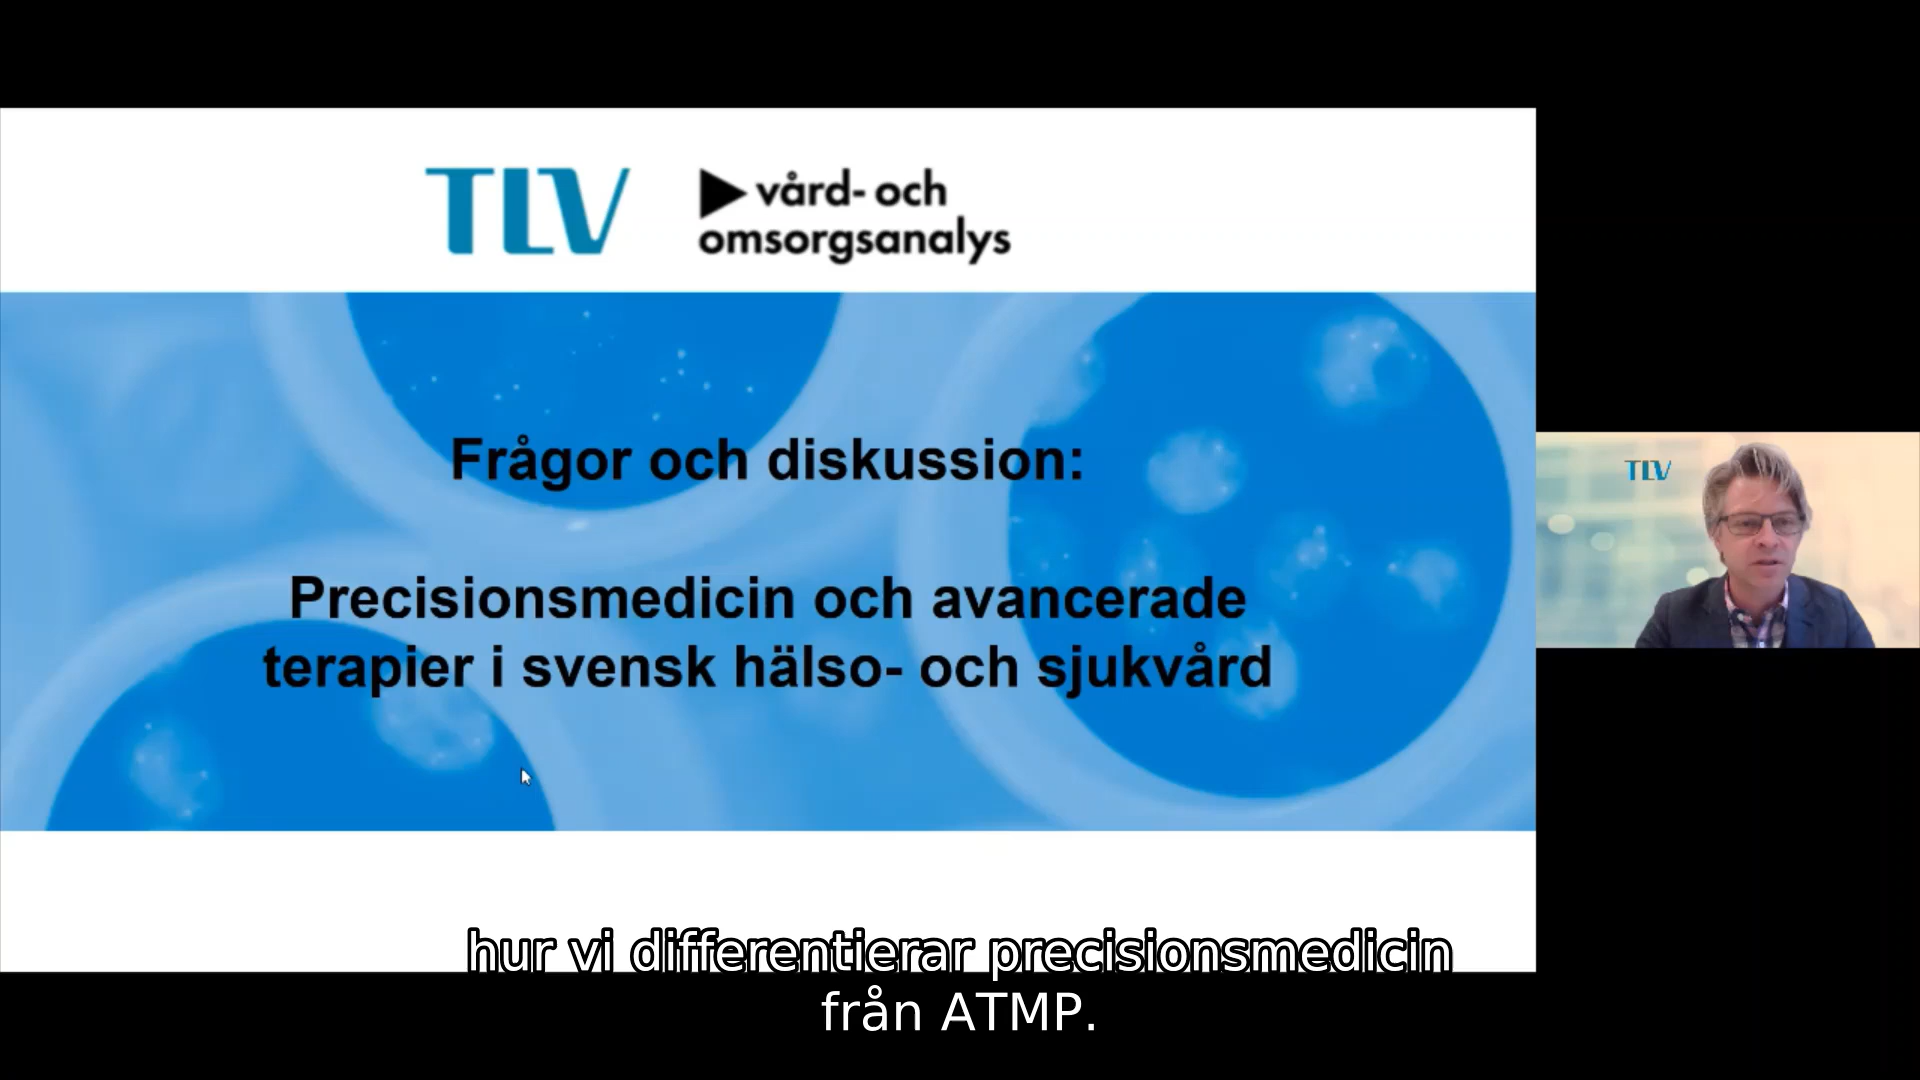 TLV
vård- och
omsorgsanalys
Frågor och diskussion:
Precisionsmedicin och avancerade
terapier i svensk hälso- och sjukvård
TLV
hur vi differentierar precisionsmedicin
från ATMP.